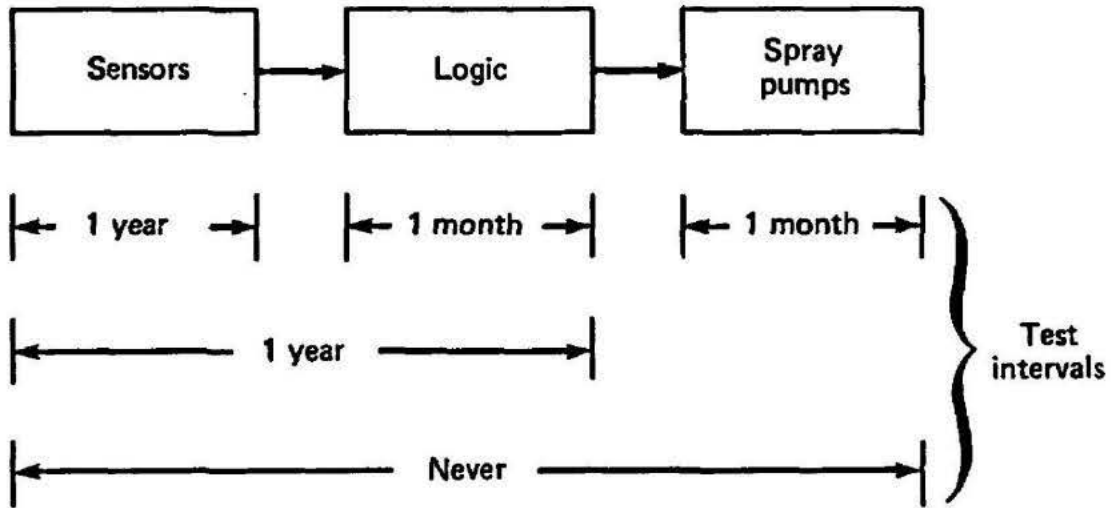 Sensors
Logic
Spray
pumps
1 year
1 month
1 month
1 year
Test
intervals
Never